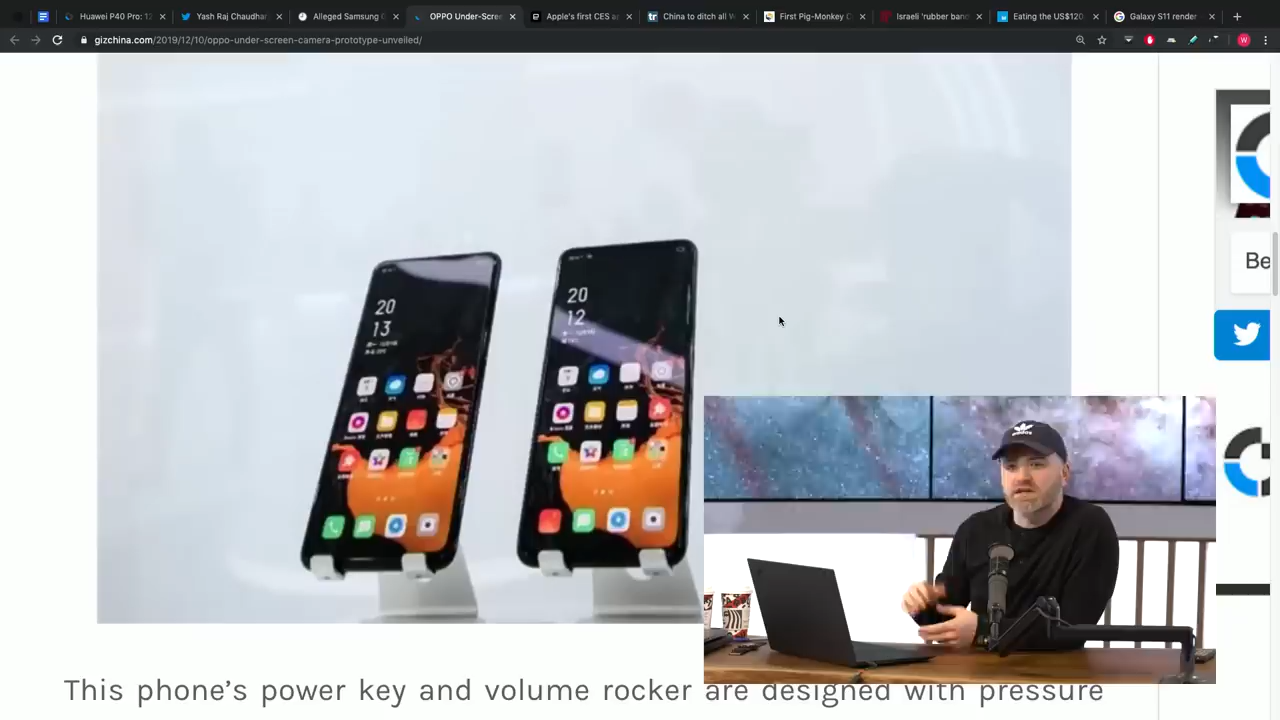 Huawei P40 Pro: 12
Yash Raj Chaudhar
Alleged Samsung G
OPPO Under-Scree
Apple's first CES a
China to ditch all W
First Pig-Monkey C
Israeli 'rubber band
Eating the US$120
Galaxy S11 render
gizchina.com/2019/12/10/oppo-under-screen-camera-prototype-unveiled/
W
20
13
20
12
Be
adidas
This phone's power key and volume rocker are designed with pressure